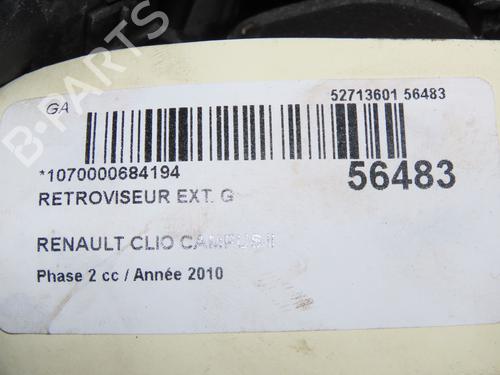 GA
52713601 56483
*1070000684194
56483
RETROVISEUR EXT. G
RENAULT CLIO CAMPUS II
Phase 2 cc / Année 2010
B-PARTS